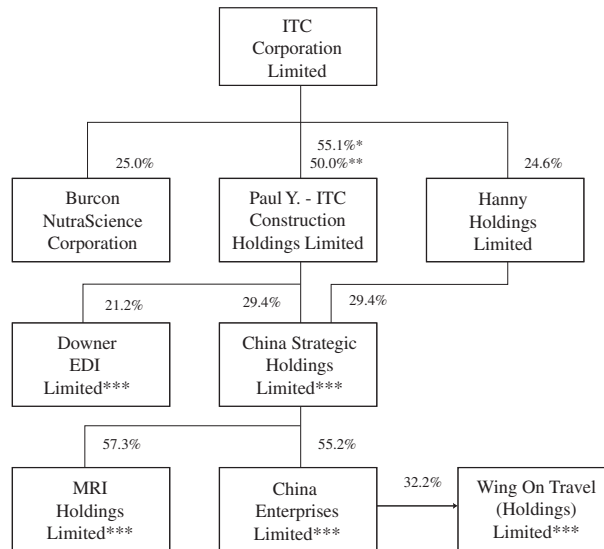 ITC
Corporation
Limited
55.1%*
25.0%
50.0%**
24.6%
Burcon
NutraScience
Corporation
Paul Y. - ITC
Construction
Holdings Limited
Hanny
Holdings
Limited
21.2%
29.4%
29.4%
Downer
EDI
Limited***
China Strategic
Holdings
Limited***
57.3%
55.2%
MRI
Holdings
Limited***
China
Enterprises
Limited***
32.2%
Wing On Travel
(Holdings)
Limited***